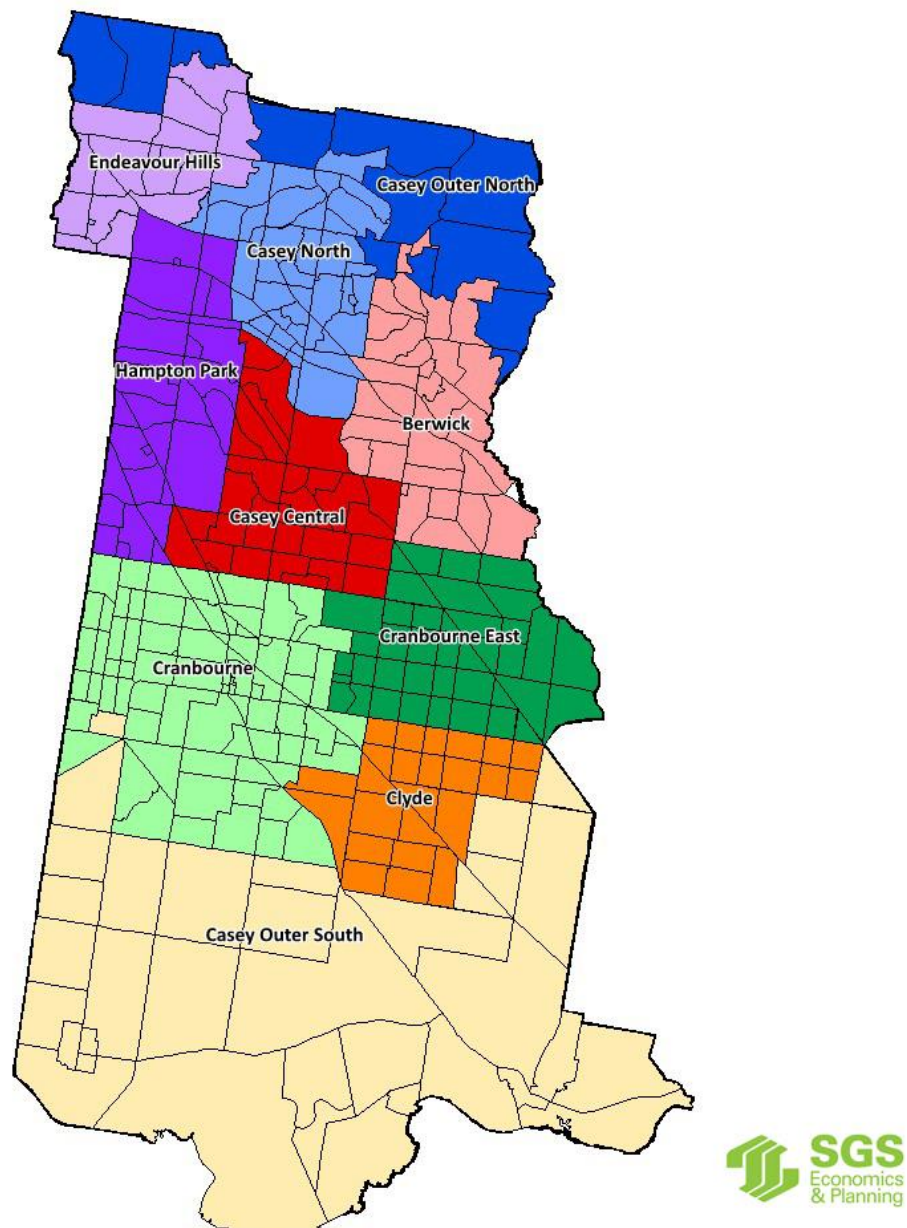 Endeavour Hills
Casey Outer North
Casey North
Hampton Park
Berwick
Casey Central
Cranbourne East
Cranbourne
Clyde
Casey Outer South
SGS
Economics
& Planning